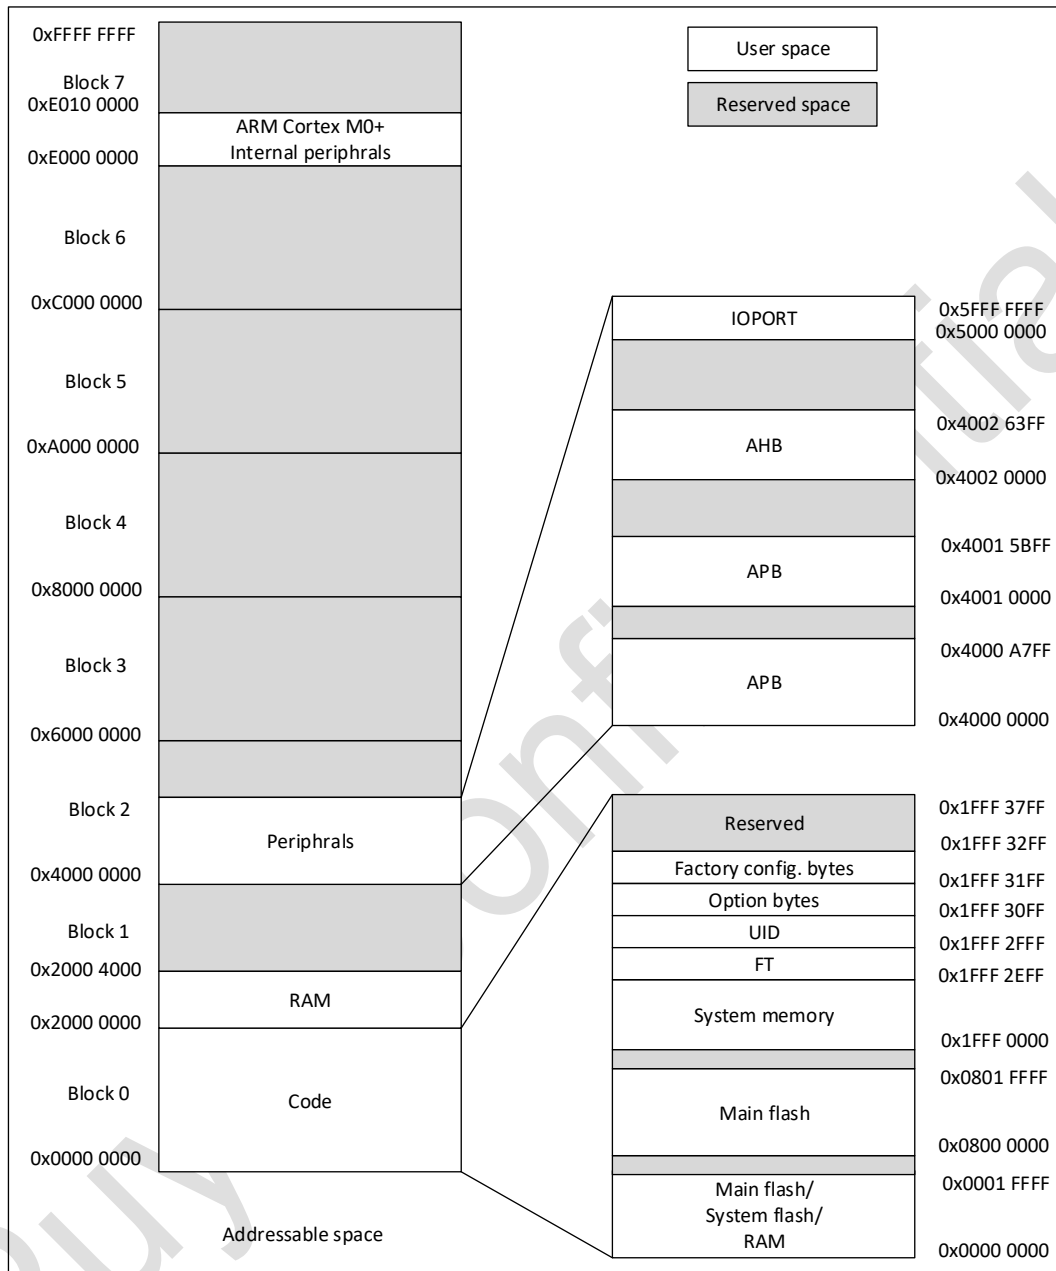 0xFFFF FFFF
Block 7
0xE010 0000
ARM Cortex M0+
Internal periphrals
0xE000 0000
Block 6
0xC000 0000
Block 5
0xA000 0000
Block 4
0x8000 0000
Block 3
0x6000 0000
Block 2
Periphrals
0x4000 0000
Block 1
0x2000 4000
RAM
0x2000 0000
Block 0
Code
0x0000 0000
Addressable space
User space
Reserved space
IOPORT
0x5FFF FFFF
0x5000 0000
AHB
0x4002 63FF
0x4002 0000
APB
0x4001 5BFF
0x4001 0000
APB
0x4000 A7FF
0x4000 0000
Reserved
0x1FFF 37FF
0x1FFF 32FF
Factory config. bytes
0x1FFF 31FF
Option bytes
0x1FFF 30FF
UID
0x1FFF 2FFF
FT
0x1FFF 2EFF
System memory
0x1FFF 0000
0x0801 FFFF
Main flash
0x0800 0000
0x0001 FFFF
Main flash/
System flash/
RAM
0x0000 0000